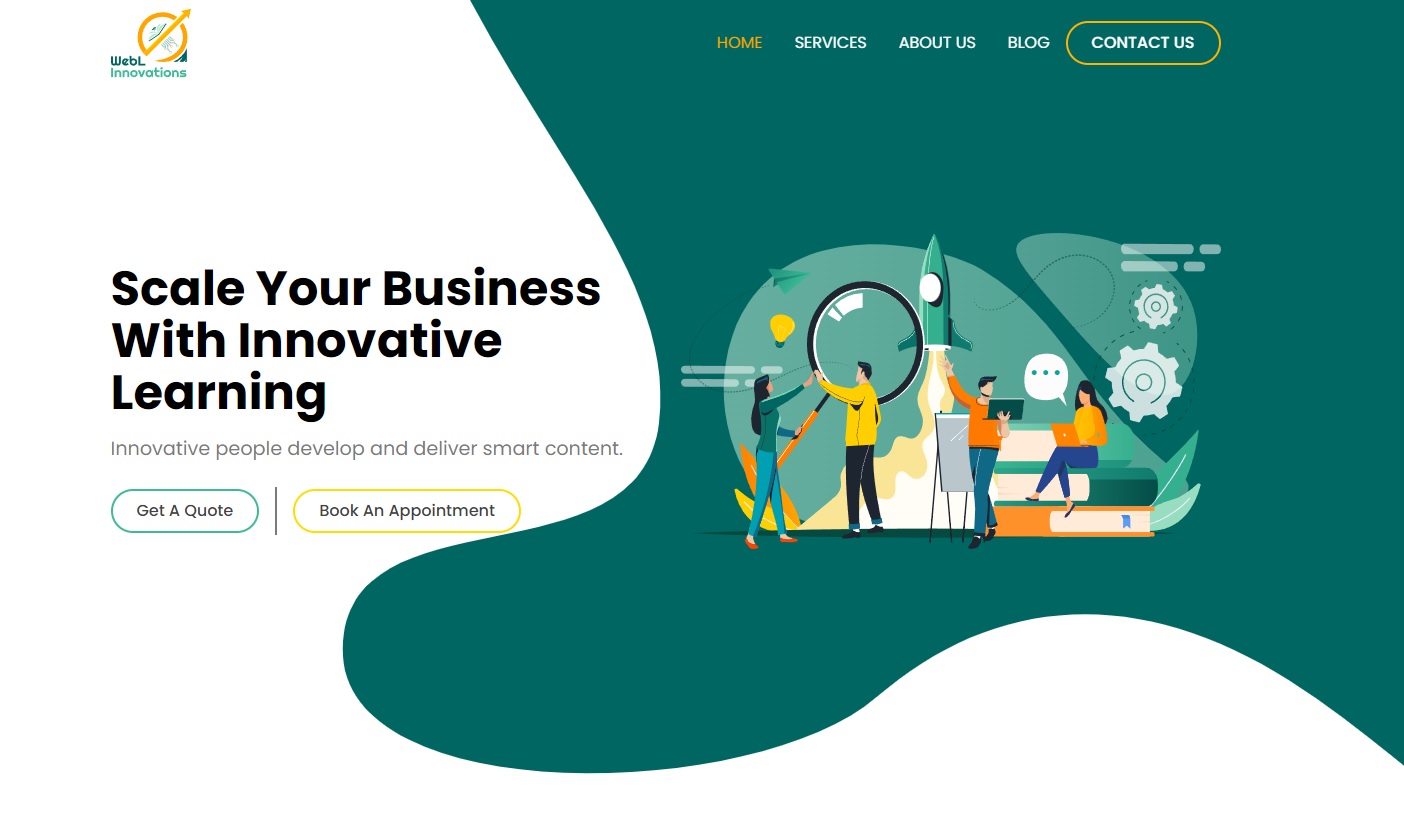 WebL
Innovations
HOME SERVICES ABOUT US BLOG CONTACT US
Scale Your Business
With Innovative
Learning
Innovative people develop and deliver smart content.
Get A Quote Book An Appointment